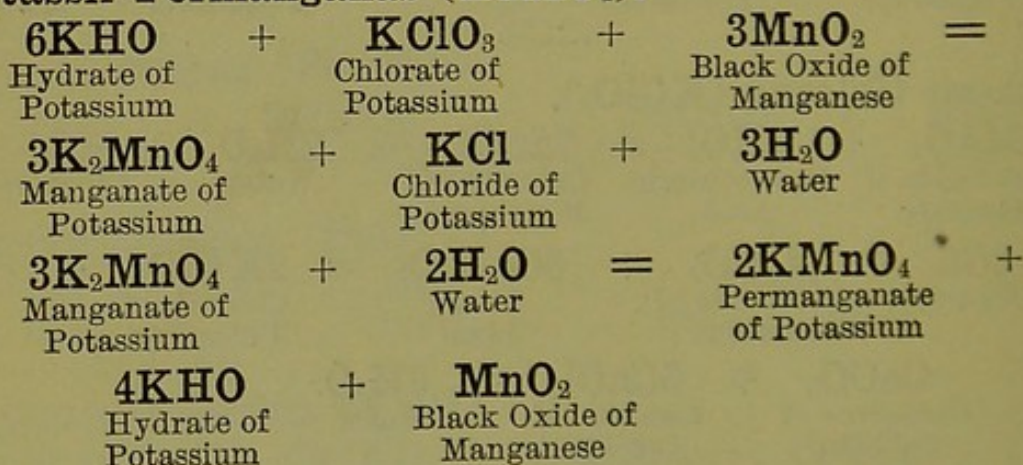 6KHO + KClO₃ + 3MnO₂ =
Hydrate of Chlorate of Black Oxide of
Potassium Potassium Manganese
3K₂MnO₄ + KCl + 3H₂O
Manganate of Chloride of Water
Potassium Potassium
3K₂MnO₄ + 2H₂O = 2KMnO₄ +
Manganate of Water Permanganate
Potassium of Potassium
4KHO + MnO₂
Hydrate of Black Oxide of
Potassium Manganese